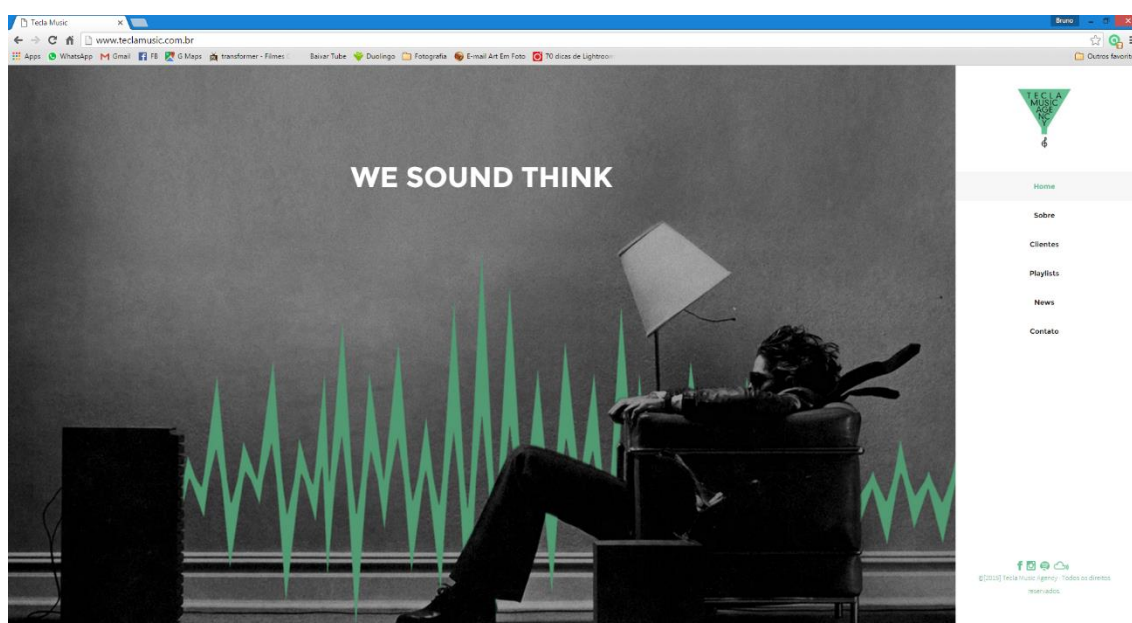 Tecla Music
Bruno
www.teclamusic.com.br
Apps WhatsApp Gmail FB G Maps transformer - Filmes Baixar Tube Duolingo Fotografia E-mail Art Em Foto 70 dicas de Lightroom Outros favorit
TECLA
MUSIC
AGE
NC
Y
WE SOUND THINK
Home
Sobre
Clientes
Playlists
News
Contato
©[2015] Tecla Music Agency - Todos os direitos
reservados.